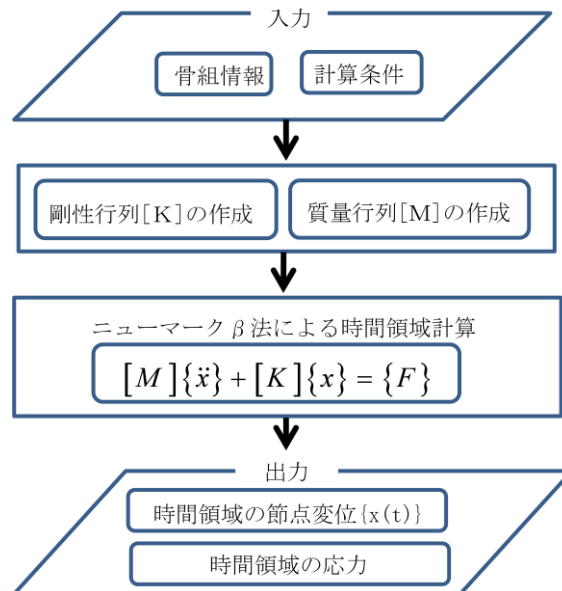 入力
骨組情報
計算条件
剛性行列[K]の作成
質量行列[M]の作成
ニューマークβ法による時間領域計算
[M]{ẍ}+[K]{x}={F}
出力
時間領域の節点変位{x(t)}
時間領域の応力